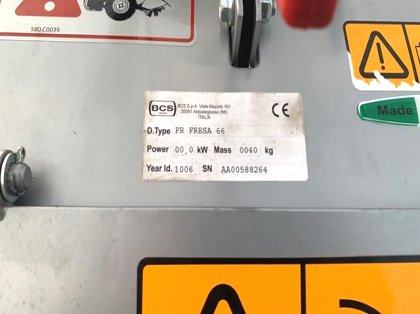 580.C0039
BCS
BCS S.p.A. Viale Mazzini 161
20081 Abbiategrasso (MI)
ITALIA
CE
D.Type FR FRESA 66
Power 00,0 kW Mass 0040 kg
Year Id. 1006 SN AA00588264
Made